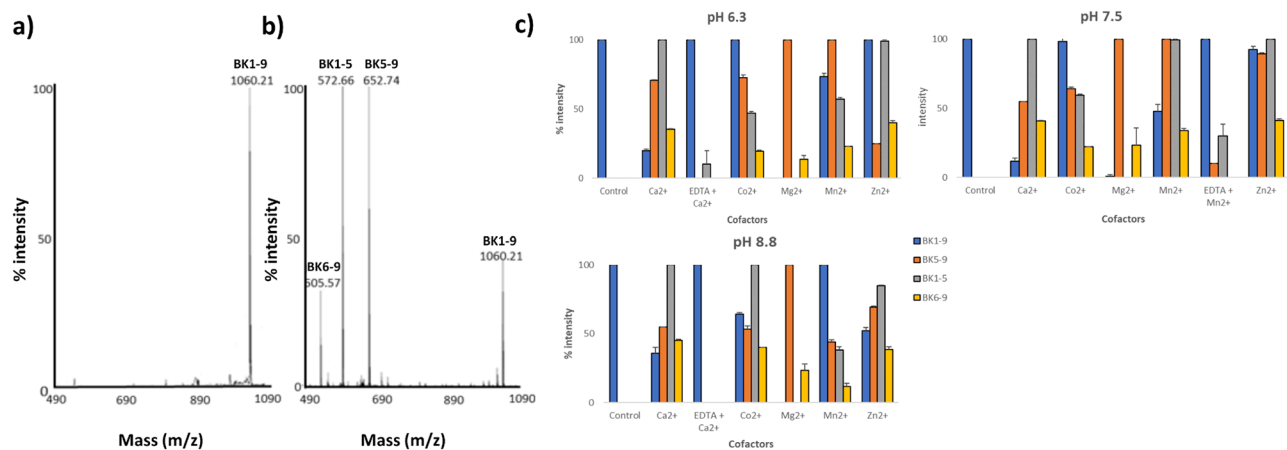 a)
BK1-9
1060.21
100
50
0
% intensity
490
690
890
1090
Mass (m/z)
b)
BK1-5
BK5-9
572.66
652.74
100
BK6-9
505.57
50
BK1-9
1060.21
0
% intensity
490
690
890
1090
Mass (m/z)
c)
pH 6.3
100
50
0
% intensity
Control
Ca2+
EDTA +
Ca2+
Co2+
Mg2+
Mn2+
Zn2+
Cofactors
pH 7.5
100
50
0
intensity
Control
Ca2+
Co2+
Mg2+
Mn2+
EDTA +
Mn2+
Zn2+
Cofactors
pH 8.8
100
50
0
% intensity
Control
Ca2+
EDTA +
Ca2+
Co2+
Mg2+
Mn2+
Zn2+
Cofactors
BK1-9
BK5-9
BK1-5
BK6-9